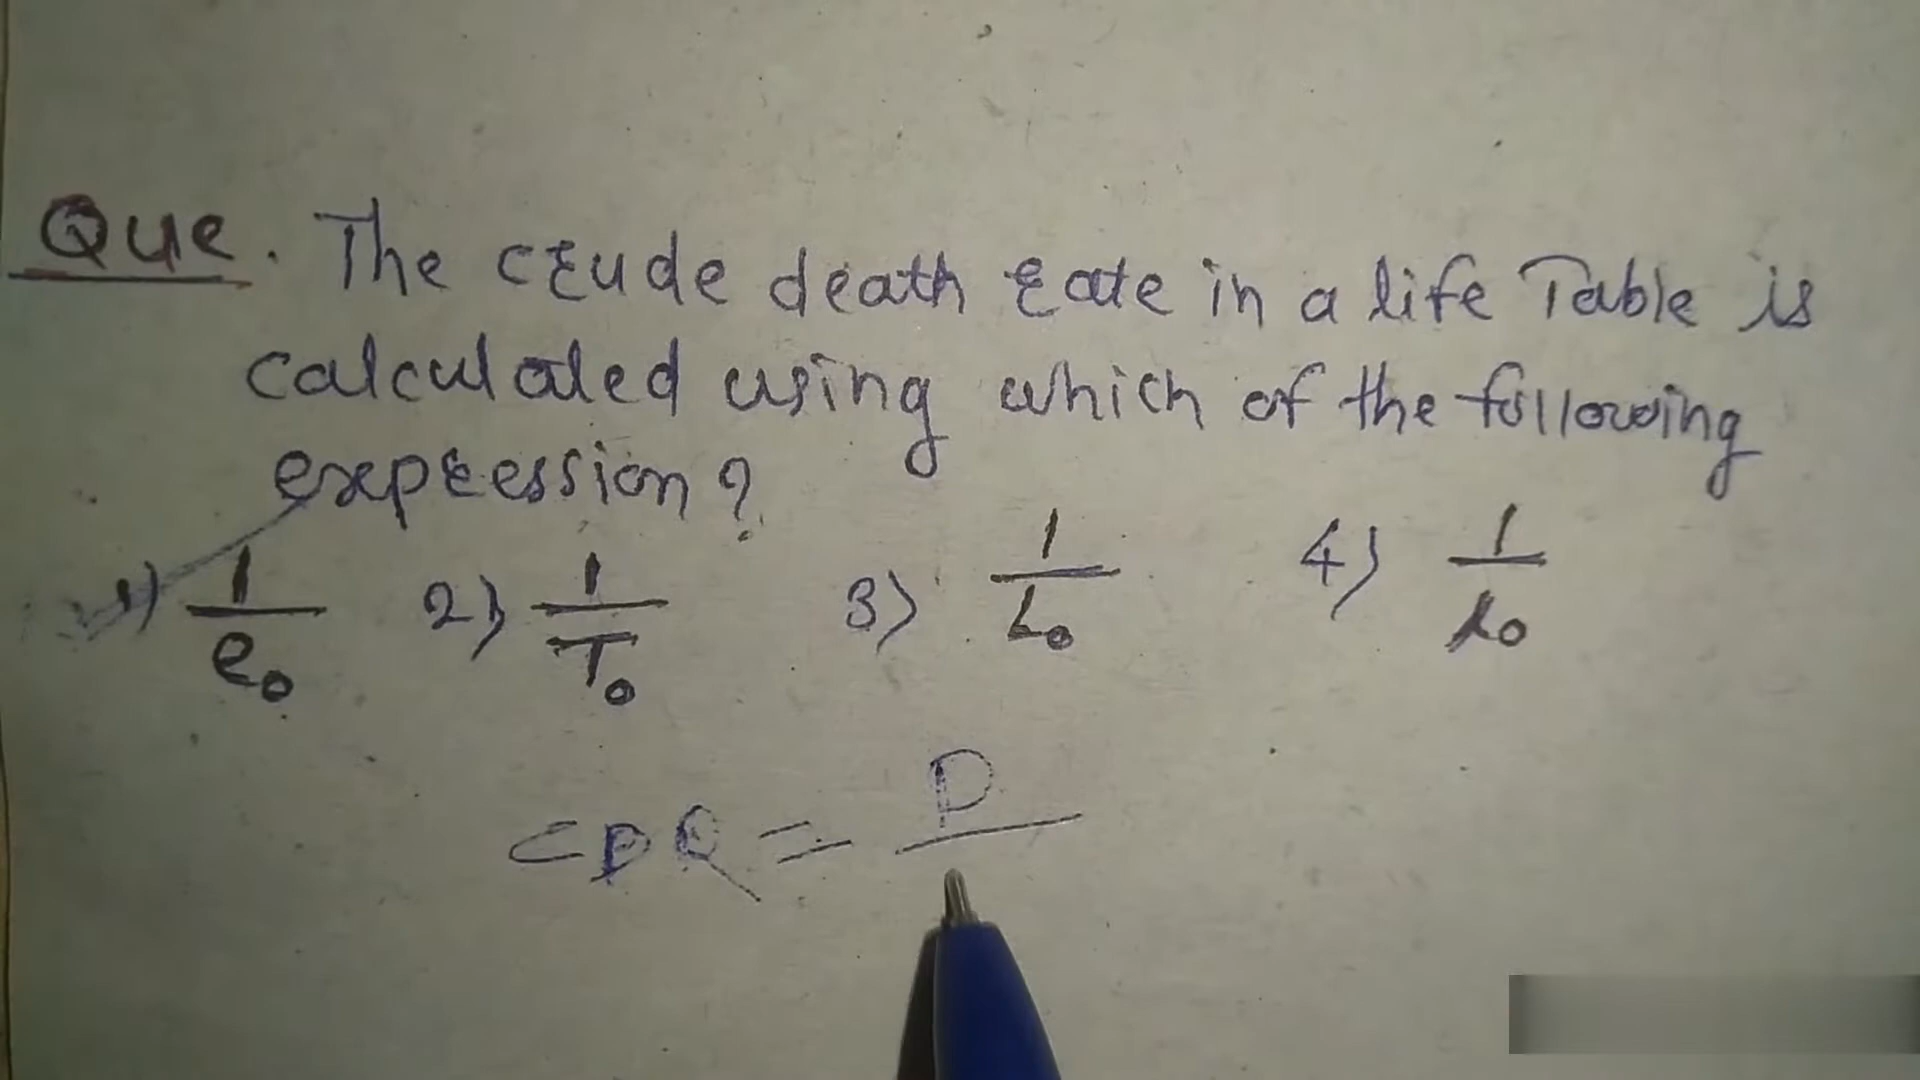 Que. The crude death rate in a life Table is
calculated using which of the following
expression?
1) 1/e₀ 2) 1/T₀ 3) 1/L₀ 4) 1/l₀
CDR = D